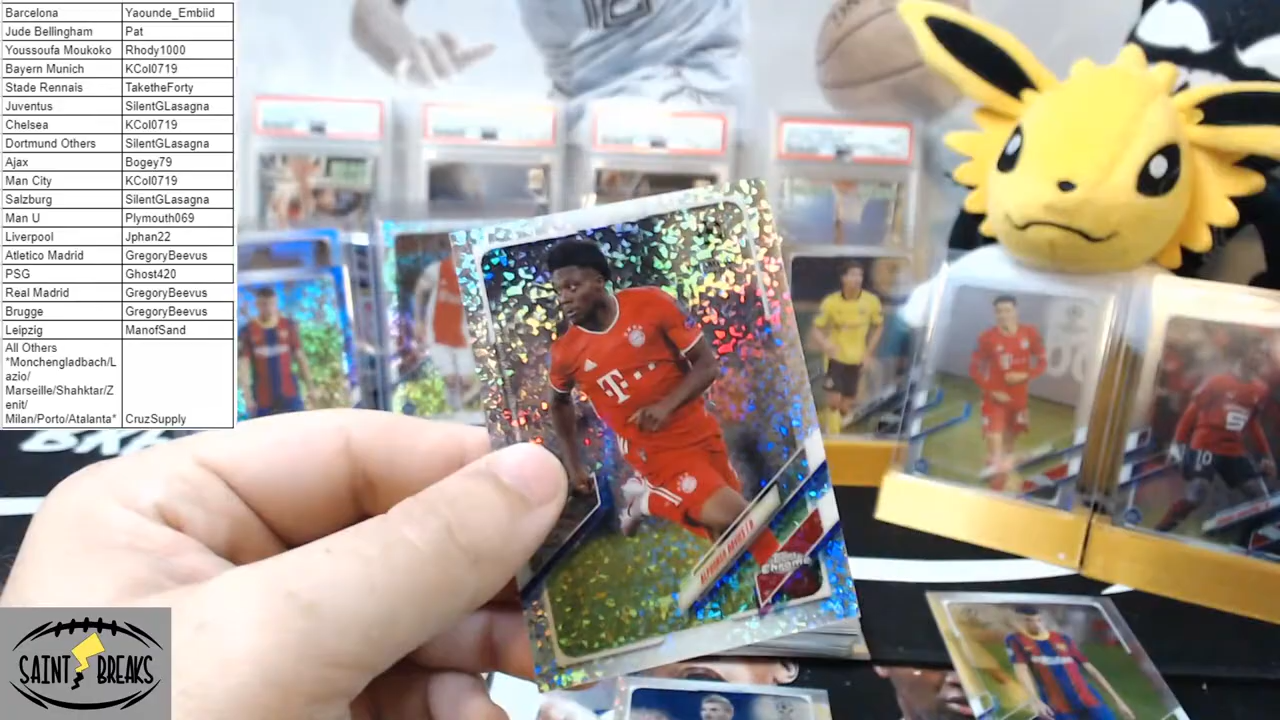 Barcelona Yaounde_Embiid
Jude Bellingham Pat
Youssoufa Moukoko Rhody1000
Bayern Munich KCol0719
Stade Rennais TaketheForty
Juventus SilentGLasagna
Chelsea KCol0719
Dortmund Others SilentGLasagna
Ajax Bogey79
Man City KCol0719
Salzburg SilentGLasagna
Man U Plymouth069
Liverpool Jphan22
Atletico Madrid GregoryBeevus
PSG Ghost420
Real Madrid GregoryBeevus
Brugge GregoryBeevus
Leipzig ManofSand
All Others
*Monchengladbach/L
azio/
Marseille/Shahktar/Z
enit/
Milan/Porto/Atalanta* CruzSupply
T
ALPHONSO DAVIES
Topps
Chrome
10
SAINT BREAKS